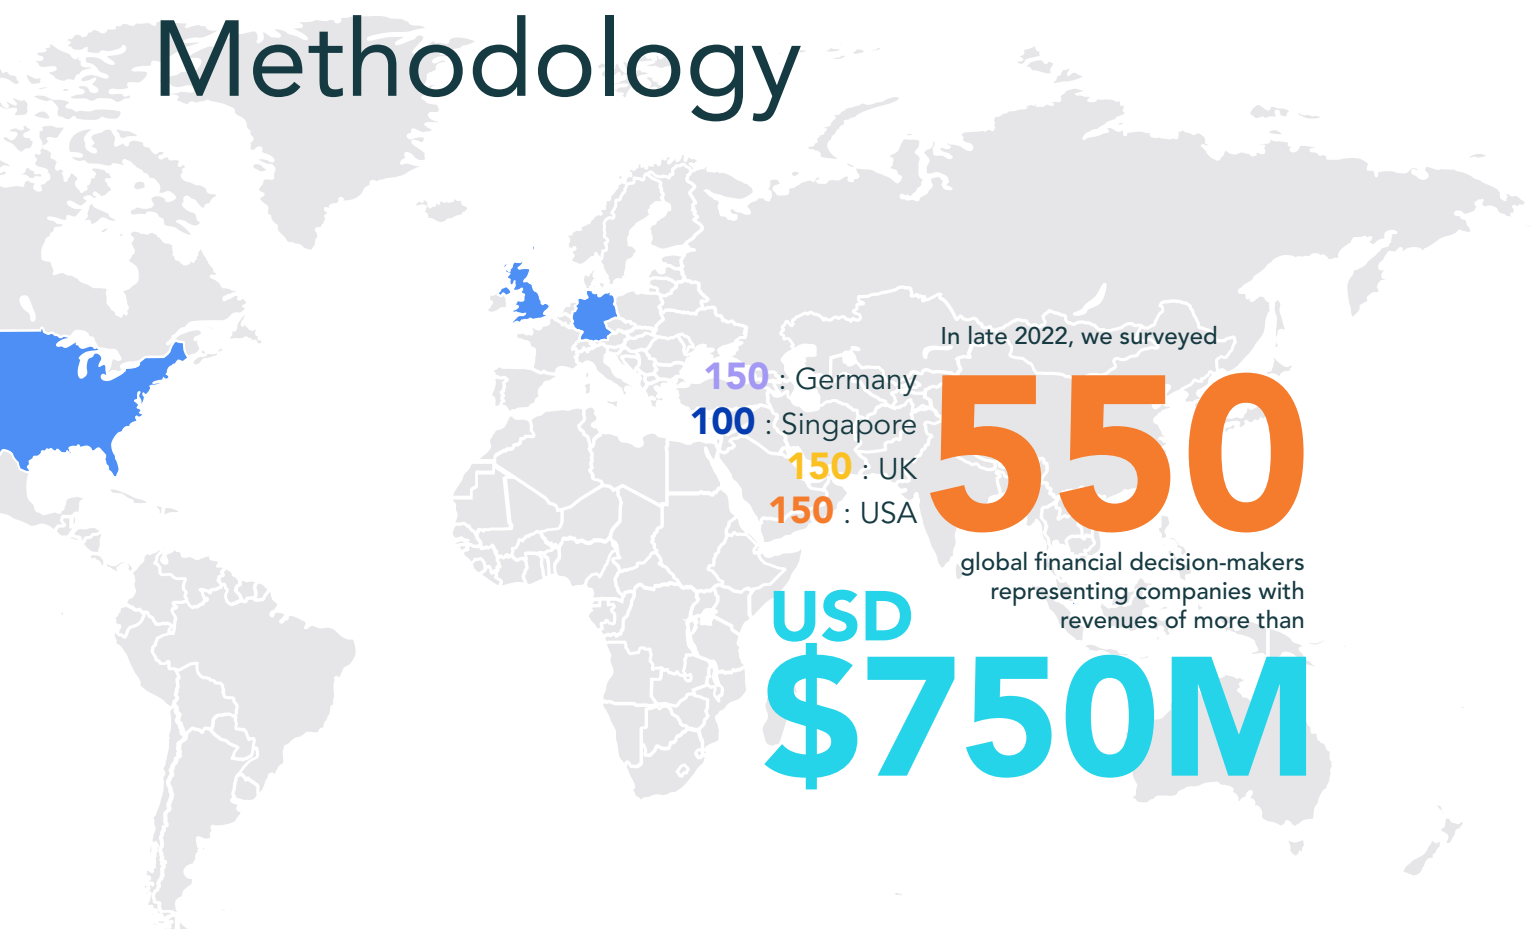 Methodology
In late 2022, we surveyed
550
150 : Germany
100 : Singapore
150 : UK
150 : USA
global financial decision-makers
representing companies with
revenues of more than
USD
$750M